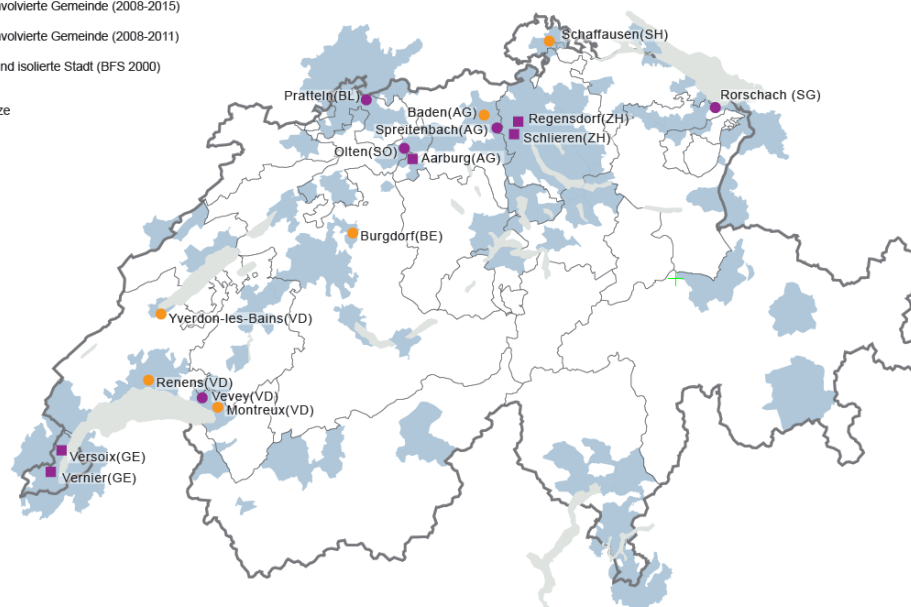 volvierte Gemeinde (2008-2015)
volvierte Gemeinde (2008-2011)
nd isolierte Stadt (BFS 2000)
ze
Schaffausen(SH)
Pratteln(BL)
Rorschach (SG)
Baden(AG)
Regensdorf(ZH)
Spreitenbach(AG)
Schlieren(ZH)
Olten(SO)
Aarburg(AG)
Burgdorf(BE)
Yverdon-les-Bains(VD)
Renens(VD)
Vevey(VD)
Montreux(VD)
Versoix(GE)
Vernier(GE)